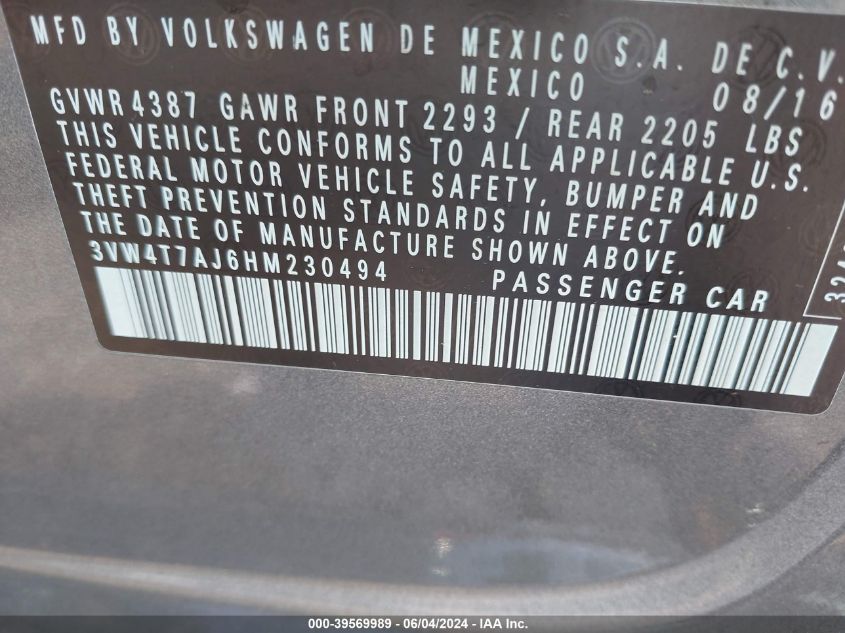 MFD BY VOLKSWAGEN DE MEXICO S.A. DE C.V.
MEXICO 08/16
GVWR 4387 GAWR FRONT 2293 / REAR 2205 LBS
THIS VEHICLE CONFORMS TO ALL APPLICABLE U.S.
FEDERAL MOTOR VEHICLE SAFETY, BUMPER AND
THEFT PREVENTION STANDARDS IN EFFECT ON
THE DATE OF MANUFACTURE SHOWN ABOVE.
3VW4T7AJ6HM230494 PASSENGER CAR
000-39569989 - 06/04/2024 - IAA Inc.